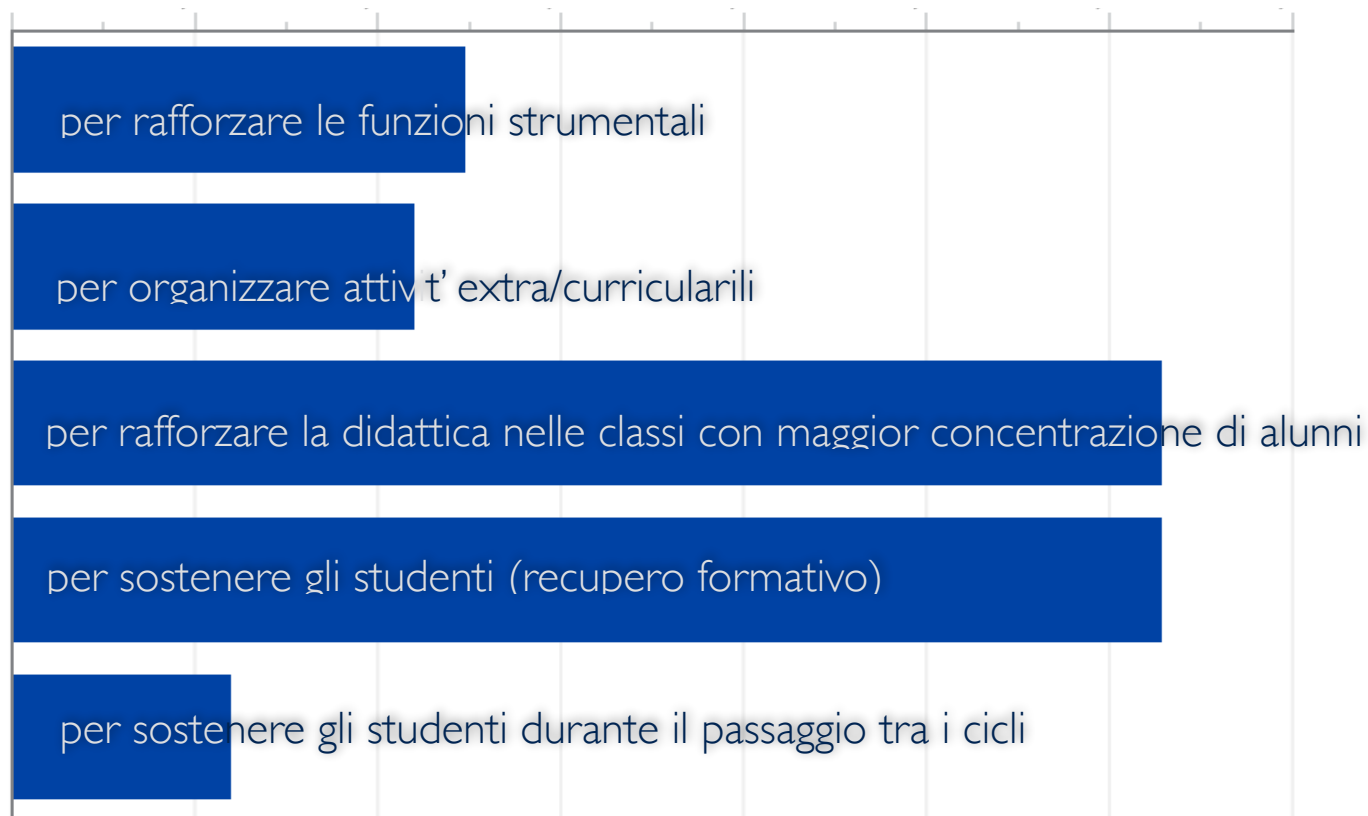 per rafforzare le funzioni strumentali
per organizzare attivit’ extra/curricularili
per rafforzare la didattica nelle classi con maggior concentrazione di alunni
per sostenere gli studenti (recupero formativo)
per sostenere gli studenti durante il passaggio tra i cicli